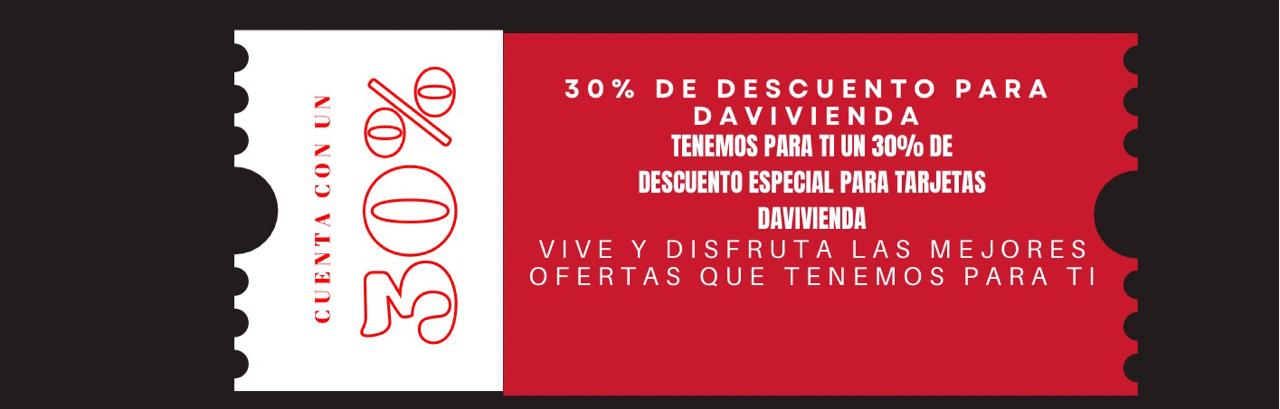 CUENTA CON UN
30%
30% DE DESCUENTO PARA
DAVIVIENDA
TENEMOS PARA TI UN 30% DE
DESCUENTO ESPECIAL PARA TARJETAS
DAVIVIENDA
VIVE Y DISFRUTA LAS MEJORES
OFERTAS QUE TENEMOS PARA TI